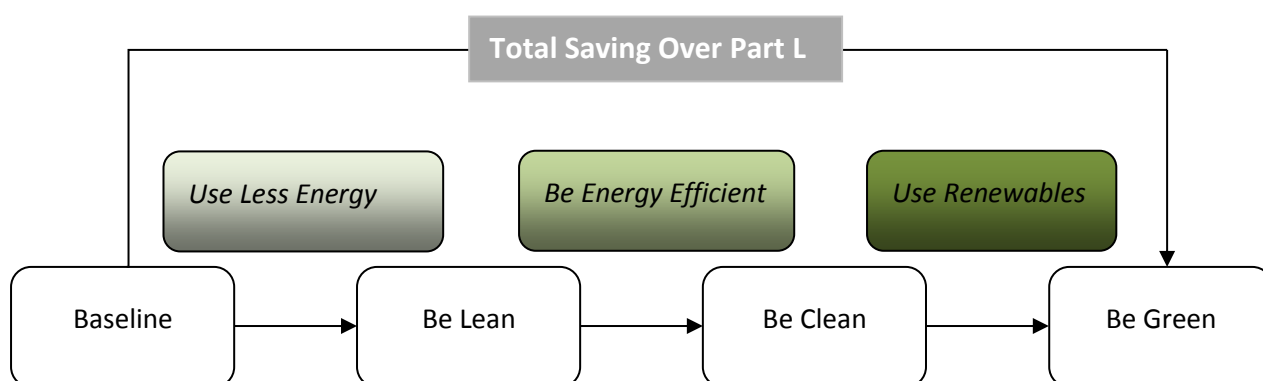 Total Saving Over Part L
Use Less Energy
Be Energy Efficient
Use Renewables
Baseline
Be Lean
Be Clean
Be Green